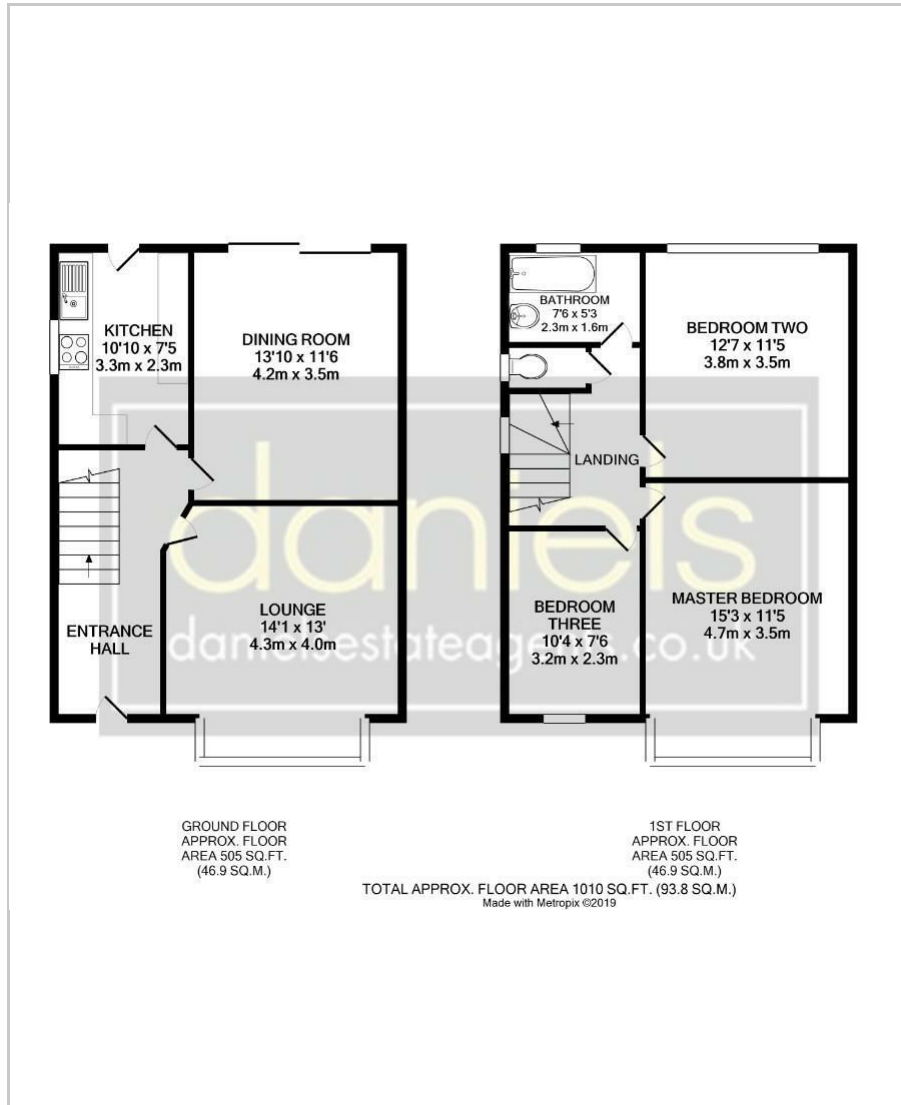 KITCHEN
10'10 x 7'5
3.3m x 2.3m
DINING ROOM
13'10 x 11'6
4.2m x 3.5m
LOUNGE
14'1 x 13'
4.3m x 4.0m
ENTRANCE
HALL
BATHROOM
7'6 x 5'3
2.3m x 1.6m
BEDROOM TWO
12'7 x 11'5
3.8m x 3.5m
LANDING
MASTER BEDROOM
15'3 x 11'5
4.7m x 3.5m
BEDROOM
THREE
10'4 x 7'6
3.2m x 2.3m
daniels
danielsestateagents.co.uk
GROUND FLOOR
APPROX. FLOOR
AREA 505 SQ.FT.
(46.9 SQ.M.)
1ST FLOOR
APPROX. FLOOR
AREA 505 SQ.FT.
(46.9 SQ.M.)
TOTAL APPROX. FLOOR AREA 1010 SQ.FT. (93.8 SQ.M.)
Made with Metropix ©2019